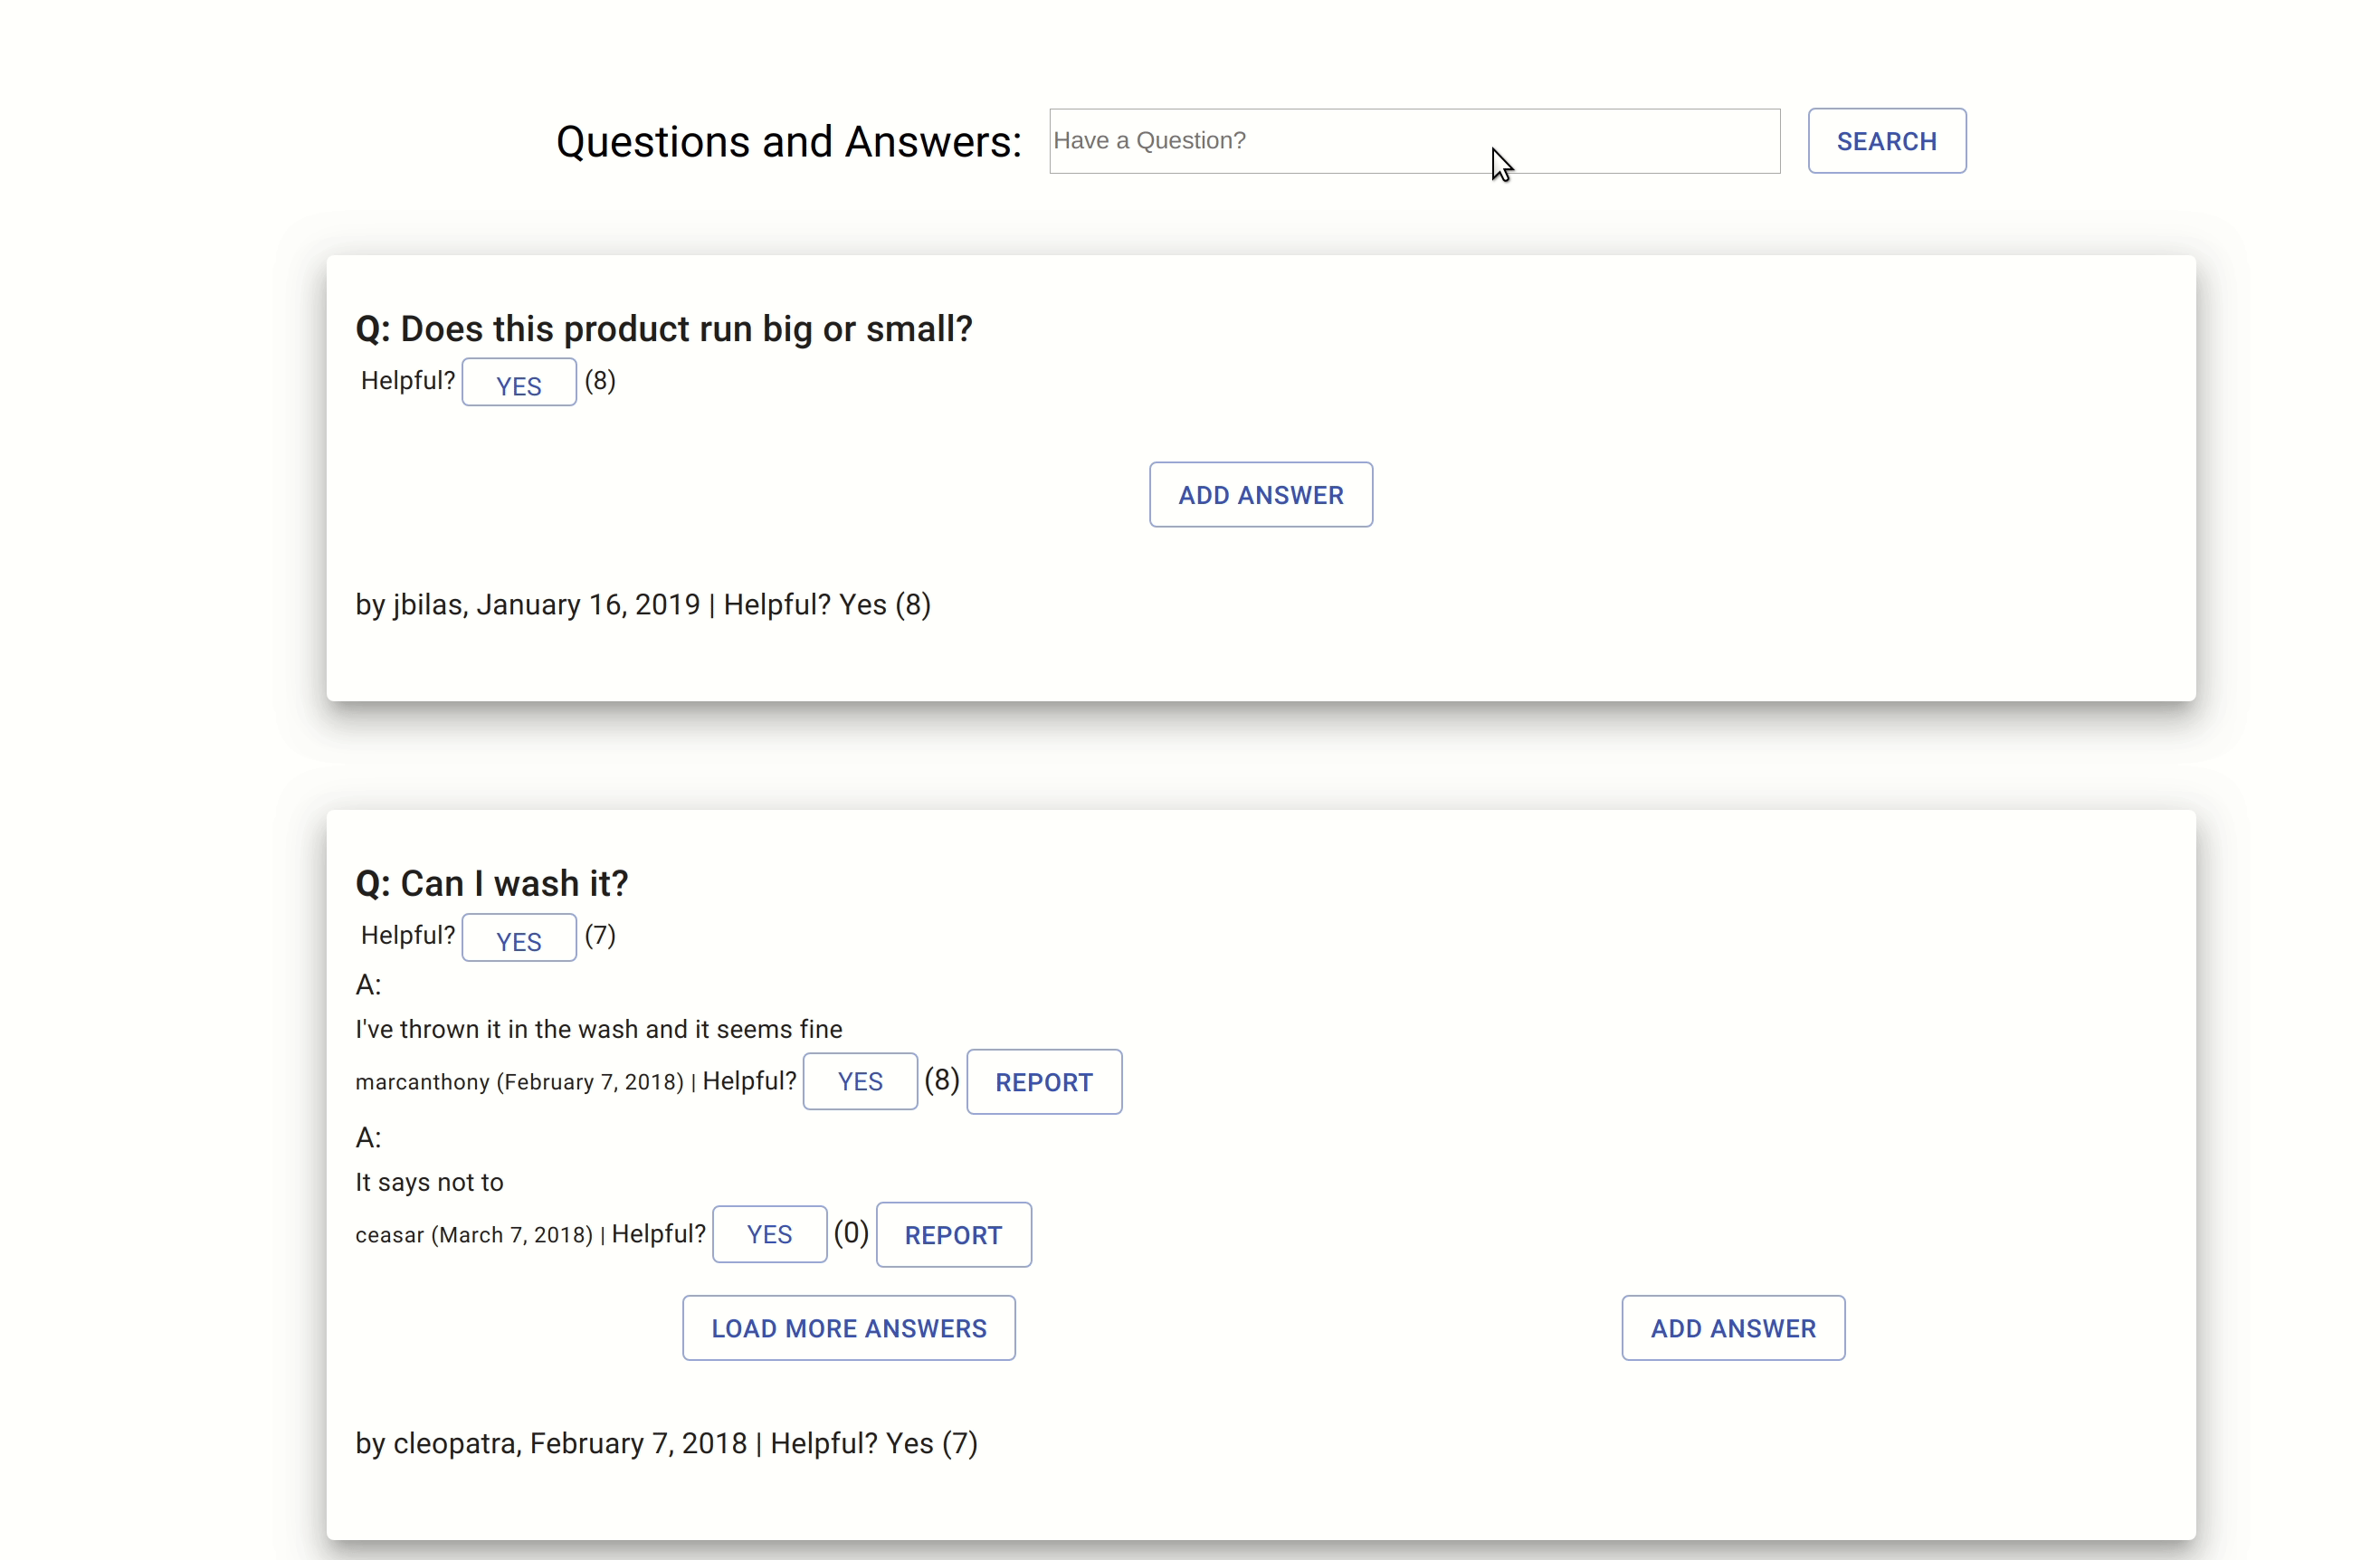 Questions and Answers: Have a Question? SEARCH
Q: Does this product run big or small?
Helpful? YES (8)
ADD ANSWER
by jbilas, January 16, 2019 | Helpful? Yes (8)
Q: Can I wash it?
Helpful? YES (7)
A:
I've thrown it in the wash and it seems fine
marcanthony (February 7, 2018) | Helpful? YES (8) REPORT
A:
It says not to
ceasar (March 7, 2018) | Helpful? YES (0) REPORT
LOAD MORE ANSWERS ADD ANSWER
by cleopatra, February 7, 2018 | Helpful? Yes (7)